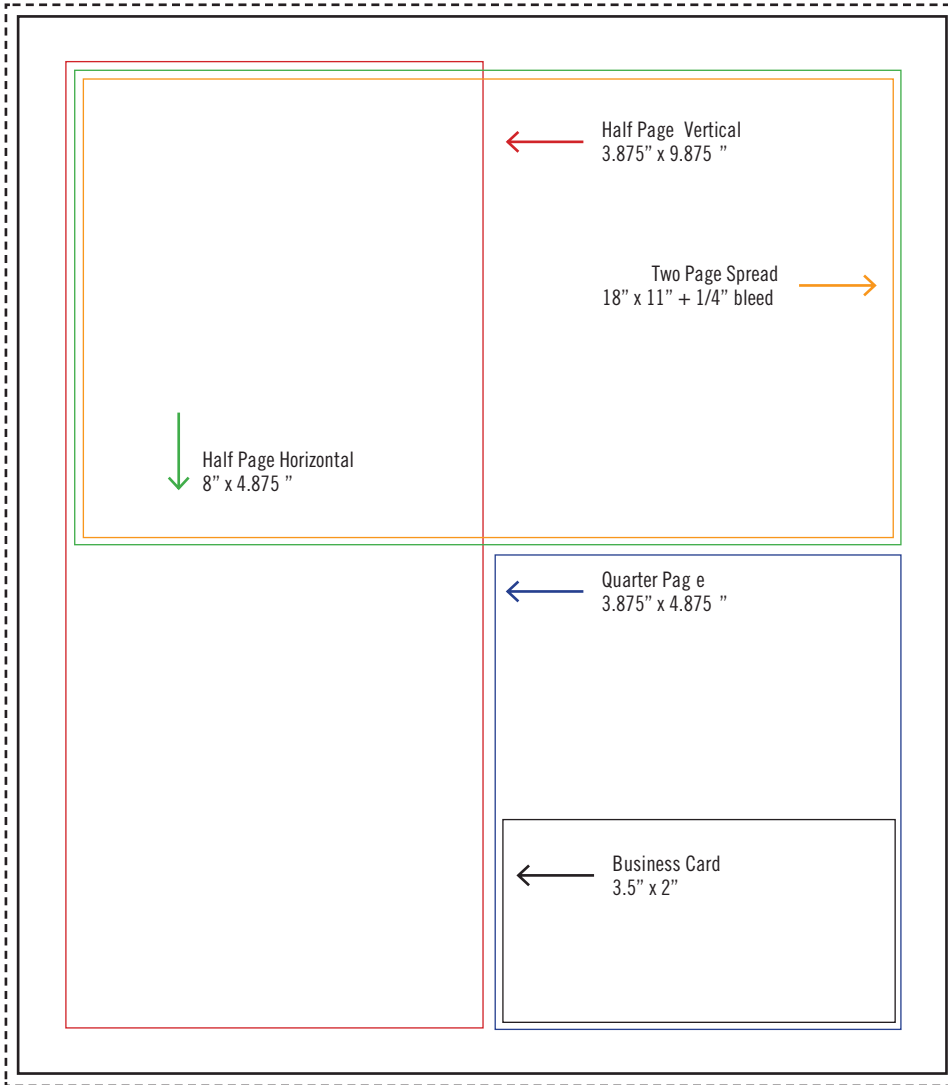 Half Page Vertical
3.875” x 9.875 ”
Two Page Spread
18” x 11” + 1/4” bleed
Half Page Horizontal
8” x 4.875 ”
Quarter Pag e
3.875” x 4.875 ”
Business Card
3.5” x 2”